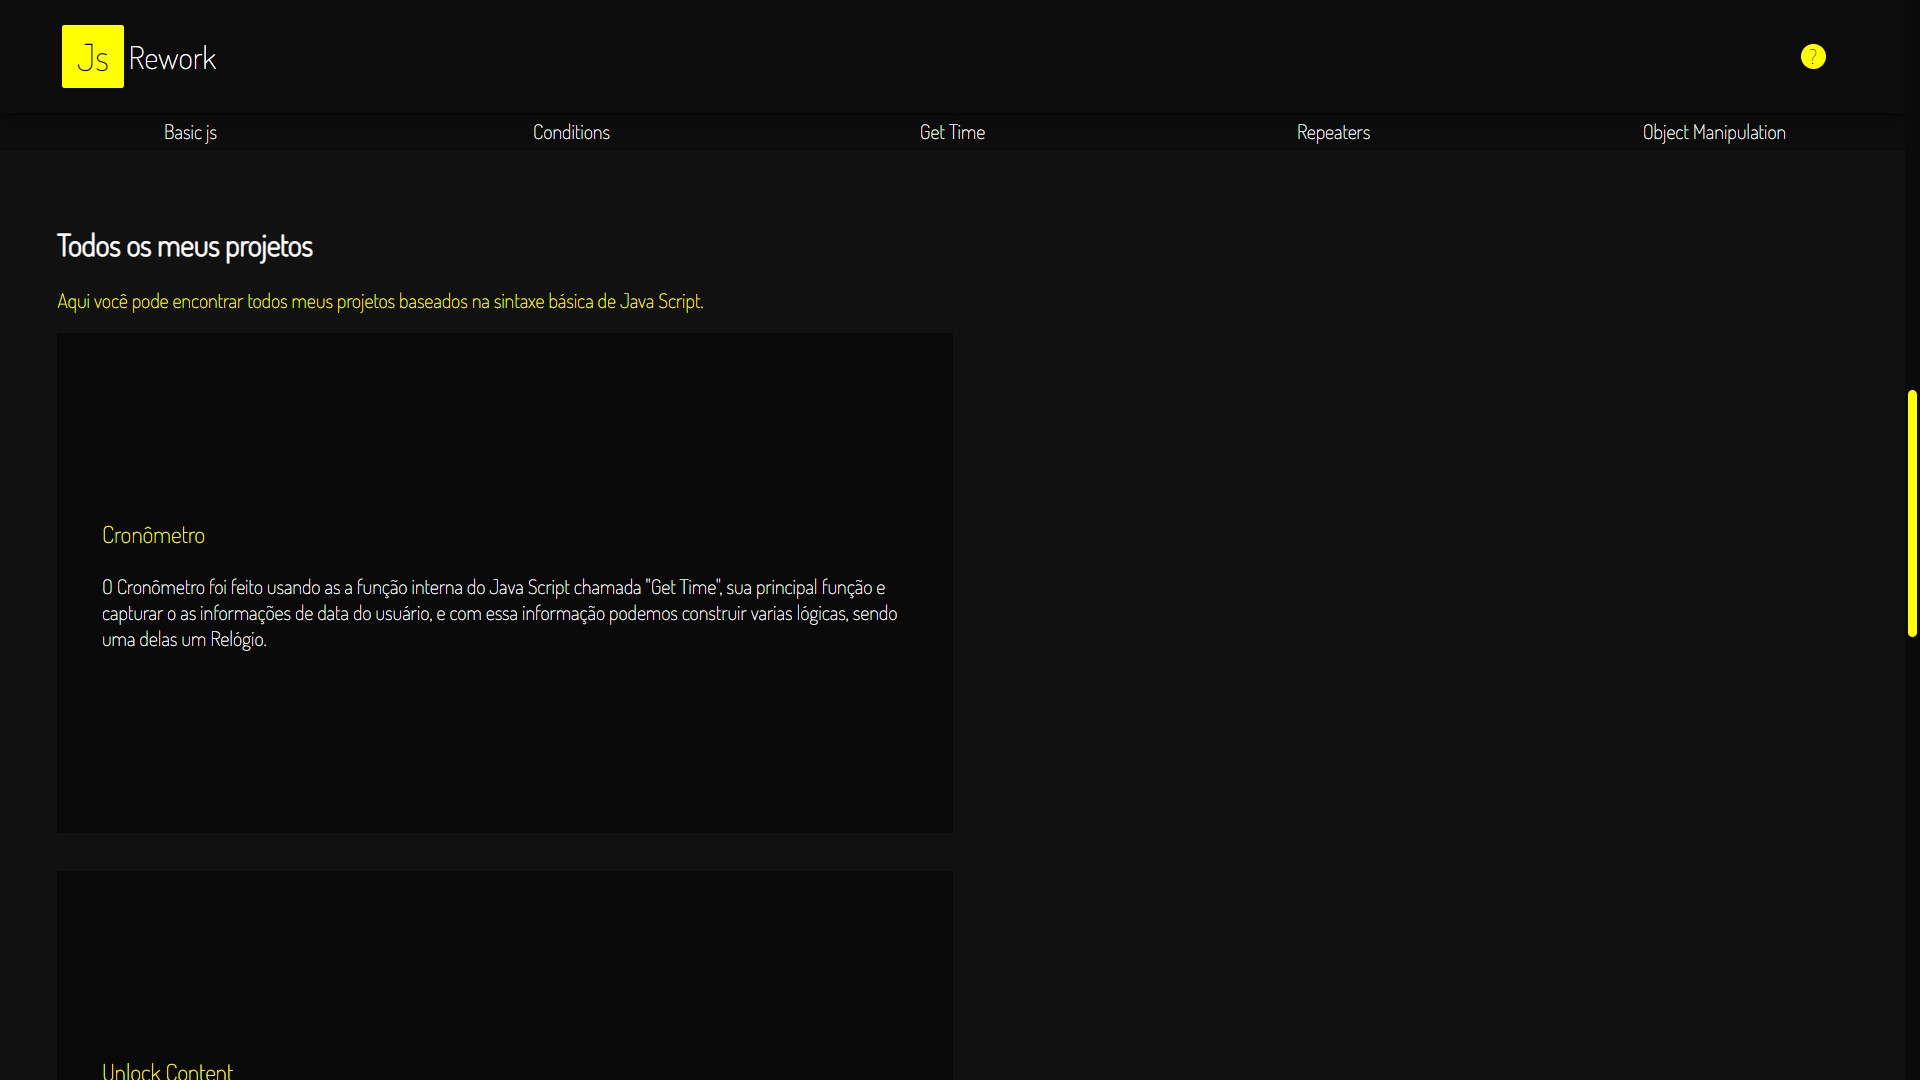 Js Rework
?
Basic js
Conditions
Get Time
Repeaters
Object Manipulation
Todos os meus projetos
Aqui você pode encontrar todos meus projetos baseados na sintaxe básica de Java Script.
Cronômetro
O Cronômetro foi feito usando as a função interna do Java Script chamada "Get Time", sua principal função e
capturar o as informações de data do usuário, e com essa informação podemos construir varias lógicas, sendo
uma delas um Relógio.
Unlock Content